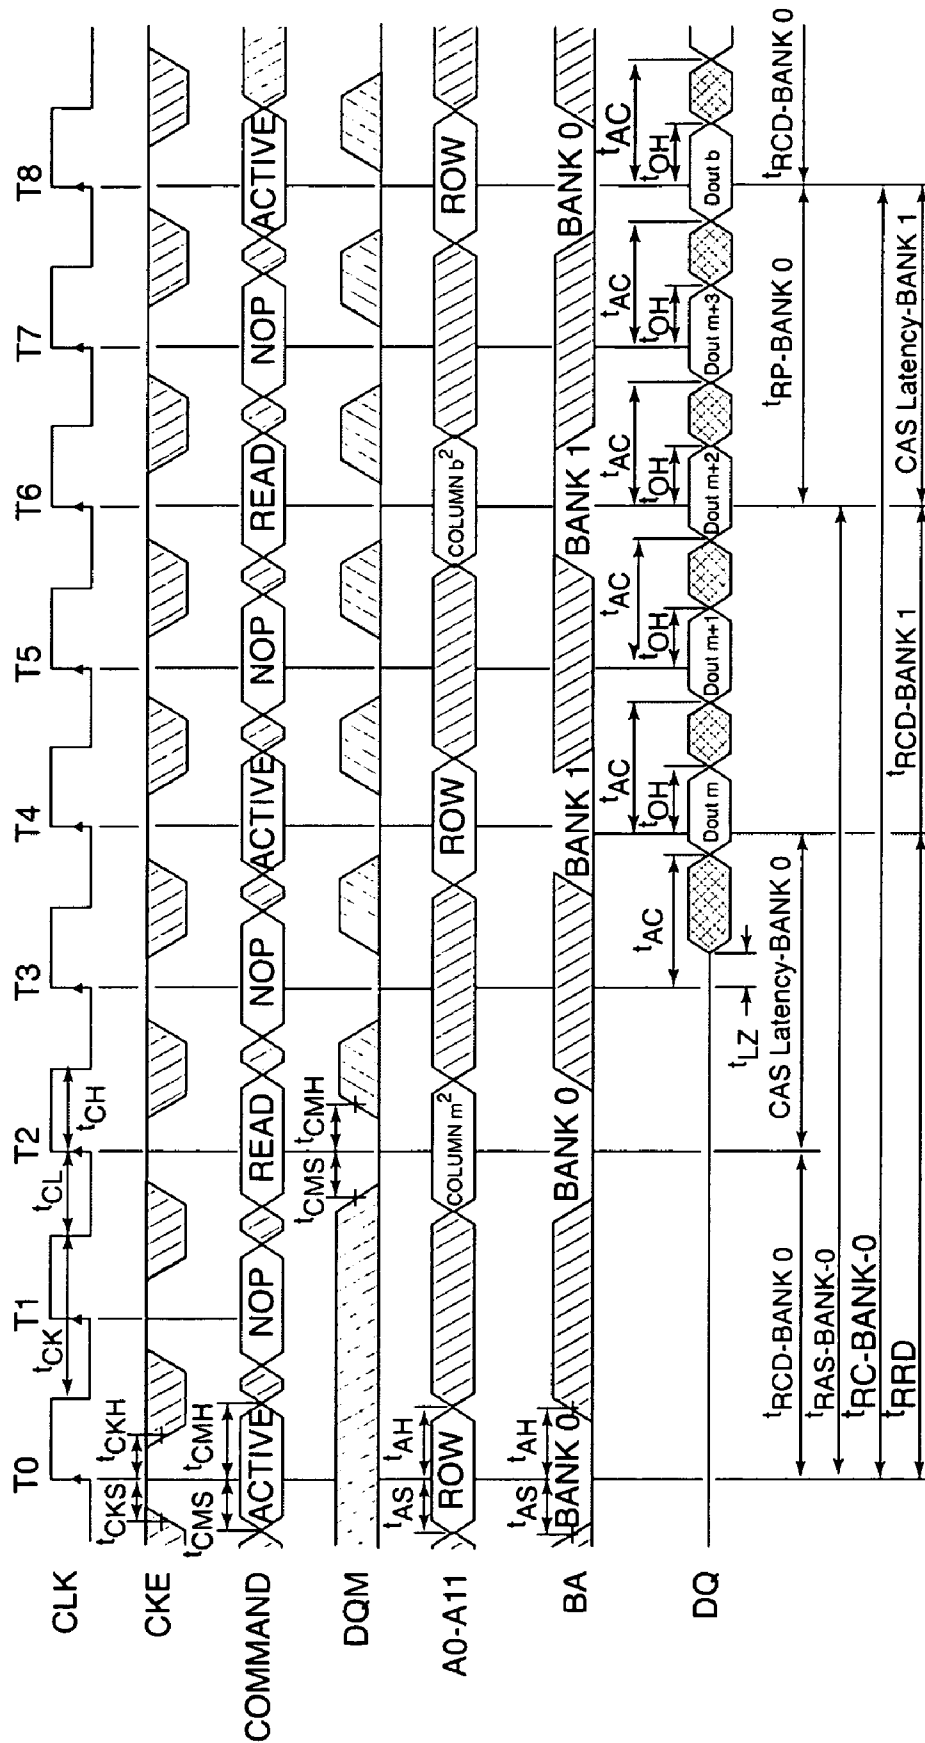 T0 T1 T2 T3 T4 T5 T6 T7 T8
CLK
tCK tCL tCH
CKE
tCKS tCKH
COMMAND
tCMS tCMH
ACTIVE NOP READ NOP ACTIVE NOP READ NOP ACTIVE
DQM
tCMS tCMH
A0-A11
tAS tAH
ROW COLUMN m² ROW COLUMN b² ROW
BA
tAS tAH
BANK 0 BANK 0 BANK 1 BANK 1 BANK 0
tAC tAC tAC tAC tAC tAC
tOH tOH tOH tOH tOH
DQ
Dout m Dout m+1 Dout m+2 Dout m+3 Dout b
tLZ
tRCD-BANK 0 CAS Latency-BANK 0 tRP-BANK 0 tRCD-BANK 0
tRAS-BANK-0
tRC-BANK-0
tRRD tRCD-BANK 1 CAS Latency-BANK 1